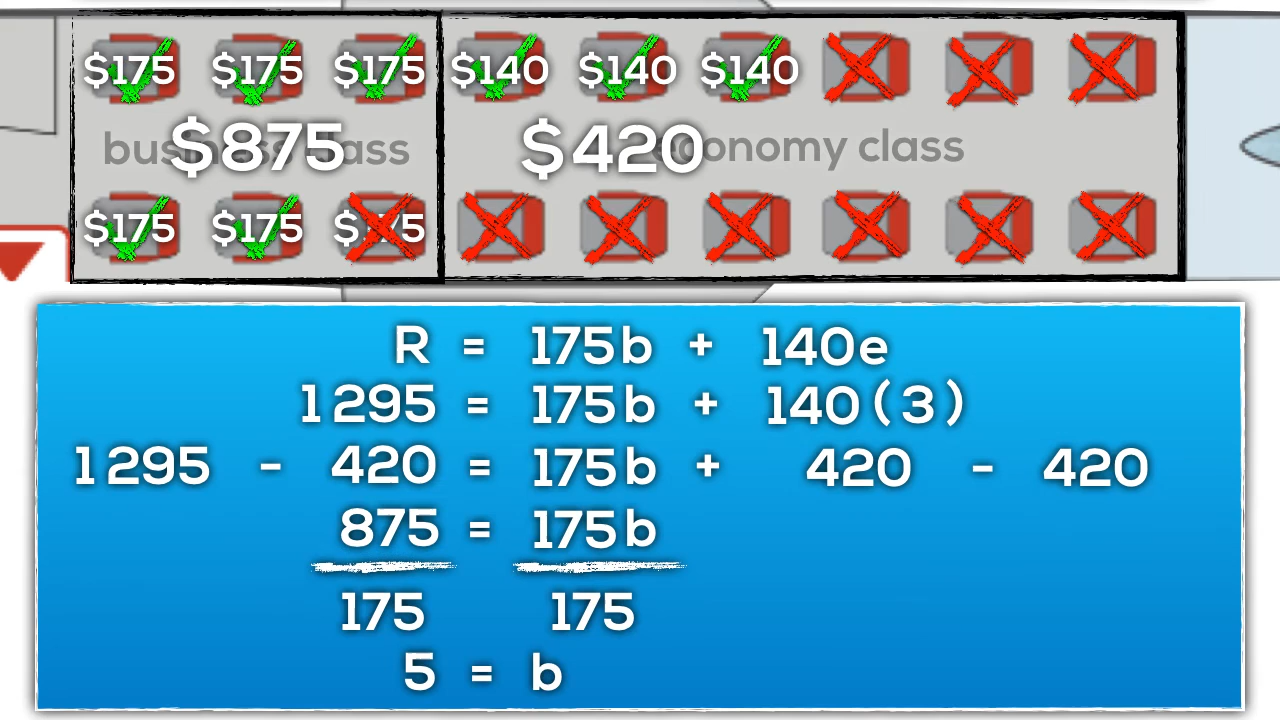 $175 $175 $175 $140 $140 $140
business class economy class
$875 $420
$175 $175 $175
R = 175b + 140e
1295 = 175b + 140(3)
1295 - 420 = 175b + 420 - 420
875 = 175b
175 175
5 = b